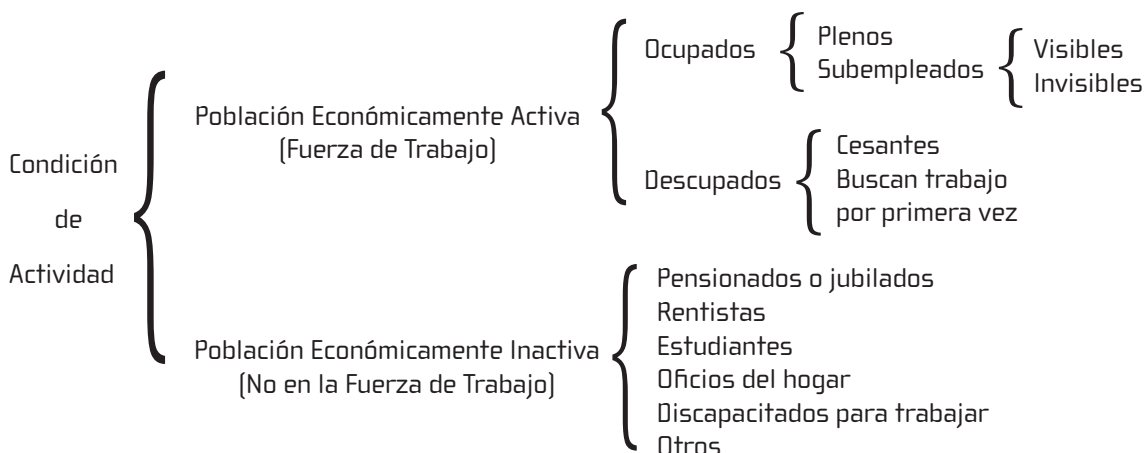 Condición
de
Actividad
Población Económicamente Activa
(Fuerza de Trabajo)
Ocupados
Plenos
Subempleados
Visibles
Invisibles
Descupados
Cesantes
Buscan trabajo
por primera vez
Población Económicamente Inactiva
(No en la Fuerza de Trabajo)
Pensionados o jubilados
Rentistas
Estudiantes
Oficios del hogar
Discapacitados para trabajar
Otros